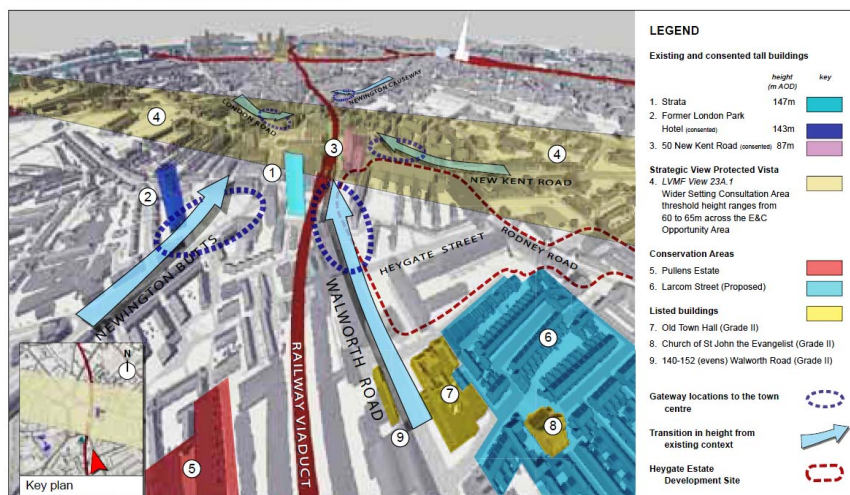 4
LONDON ROAD
NEWINGTON CAUSEWAY
3
4
1
2
NEW KENT ROAD
NEWINGTON BUTTS
HEYGATE STREET
RODNEY ROAD
WALWORTH ROAD
RAILWAY VIADUCT
6
7
8
9
5
N
Key plan
LEGEND
Existing and consented tall buildings
height key
(m AOD)
1. Strata 147m
2. Former London Park
Hotel (consented) 143m
3. 50 New Kent Road (consented) 87m
Strategic View Protected Vista
4. LVMF View 23A.1
Wider Setting Consultation Area
threshold height ranges from
60 to 65m across the E&C
Opportunity Area
Conservation Areas
5. Pullens Estate
6. Larcom Street (Proposed)
Listed buildings
7. Old Town Hall (Grade II)
8. Church of St John the Evangelist (Grade II)
9. 140-152 (evens) Walworth Road (Grade II)
Gateway locations to the town
centre
Transition in height from
existing context
Heygate Estate
Development Site